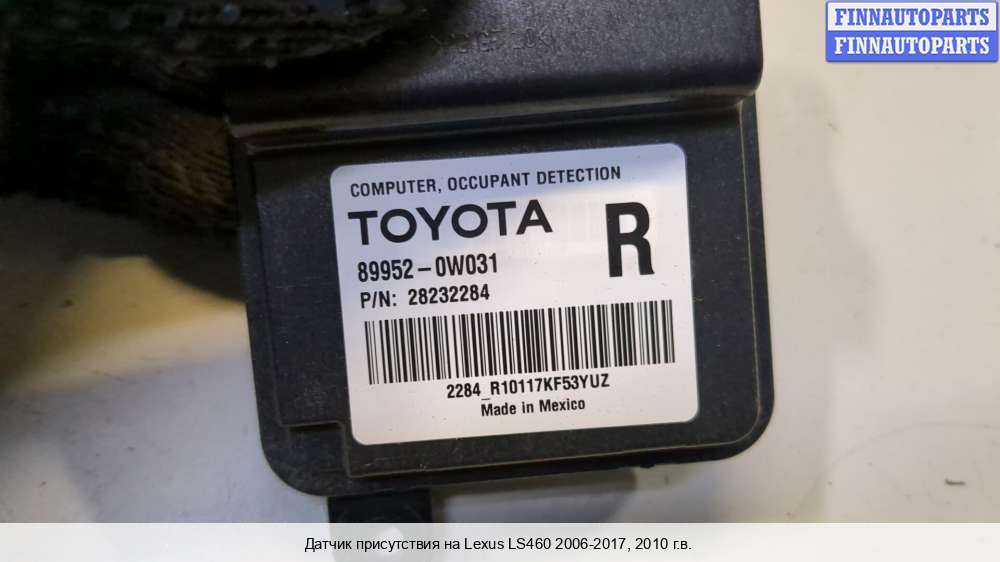 FINNAUTOPARTS
FINNAUTOPARTS
COMPUTER, OCCUPANT DETECTION
TOYOTA
R
89952-0W031
P/N: 28232284
2284_R10117KF53YUZ
Made in Mexico
Датчик присутствия на Lexus LS460 2006-2017, 2010 г.в.